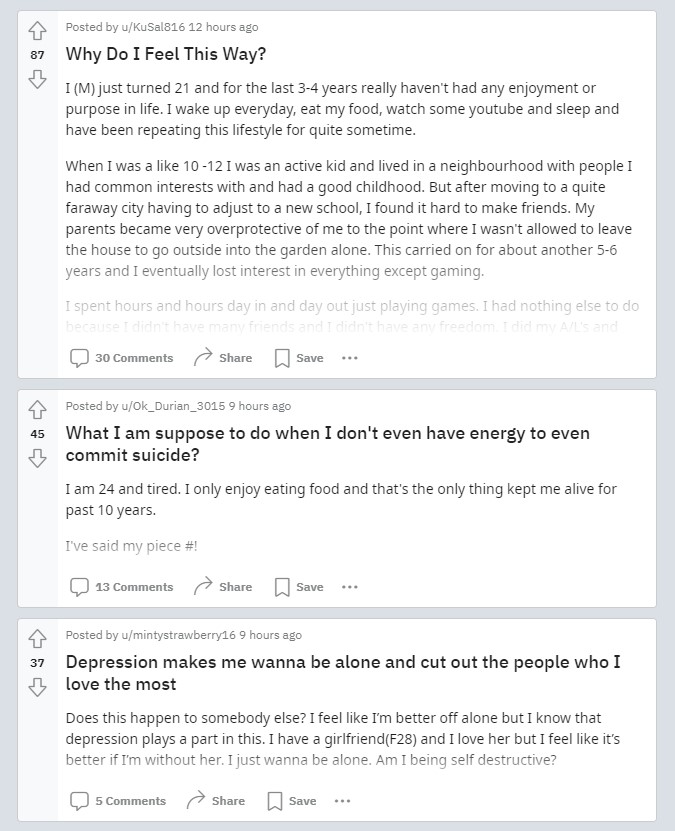 Posted by u/KuSal816 12 hours ago
87
Why Do I Feel This Way?
I (M) just turned 21 and for the last 3-4 years really haven't had any enjoyment or
purpose in life. I wake up everyday, eat my food, watch some youtube and sleep and
have been repeating this lifestyle for quite sometime.
When I was a like 10 -12 I was an active kid and lived in a neighbourhood with people I
had common interests with and had a good childhood. But after moving to a quite
faraway city having to adjust to a new school, I found it hard to make friends. My
parents became very overprotective of me to the point where I wasn't allowed to leave
the house to go outside into the garden alone. This carried on for about another 5-6
years and I eventually lost interest in everything except gaming.
I spent hours and hours day in and day out just playing games. I had nothing else to do
because I didn't have many friends and I didn't have any freedom. I did my A/L's and
30 Comments Share Save
Posted by u/Ok_Durian_3015 9 hours ago
45
What I am suppose to do when I don't even have energy to even
commit suicide?
I am 24 and tired. I only enjoy eating food and that's the only thing kept me alive for
past 10 years.
I've said my piece #!
13 Comments Share Save
Posted by u/mintystrawberry16 9 hours ago
37
Depression makes me wanna be alone and cut out the people who I
love the most
Does this happen to somebody else? I feel like I’m better off alone but I know that
depression plays a part in this. I have a girlfriend(F28) and I love her but I feel like it’s
better if I’m without her. I just wanna be alone. Am I being self destructive?
5 Comments Share Save